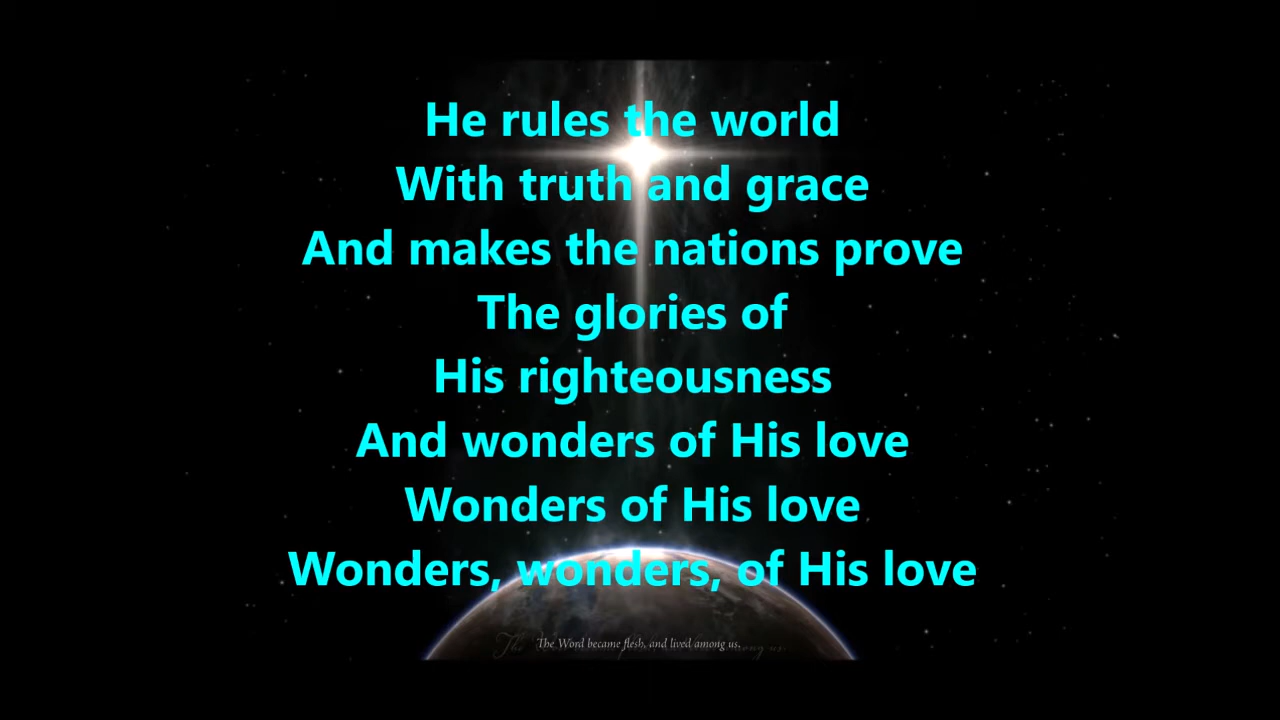 He rules the world
With truth and grace
And makes the nations prove
The glories of
His righteousness
And wonders of His love
Wonders of His love
Wonders, wonders, of His love
The Word became flesh, and lived among us.